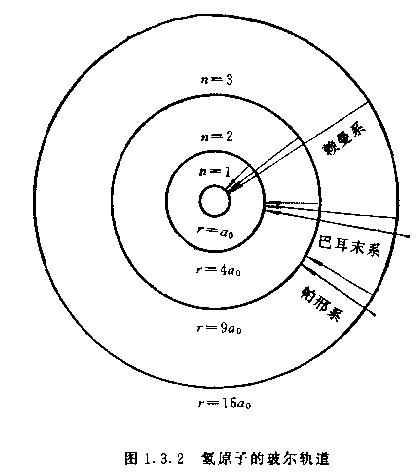 n=3
n=2
n=1
赖曼系
r=a₀
巴耳末系
r=4a₀
帕邢系
r=9a₀
r=16a₀
图 1.3.2 氢原子的玻尔轨道